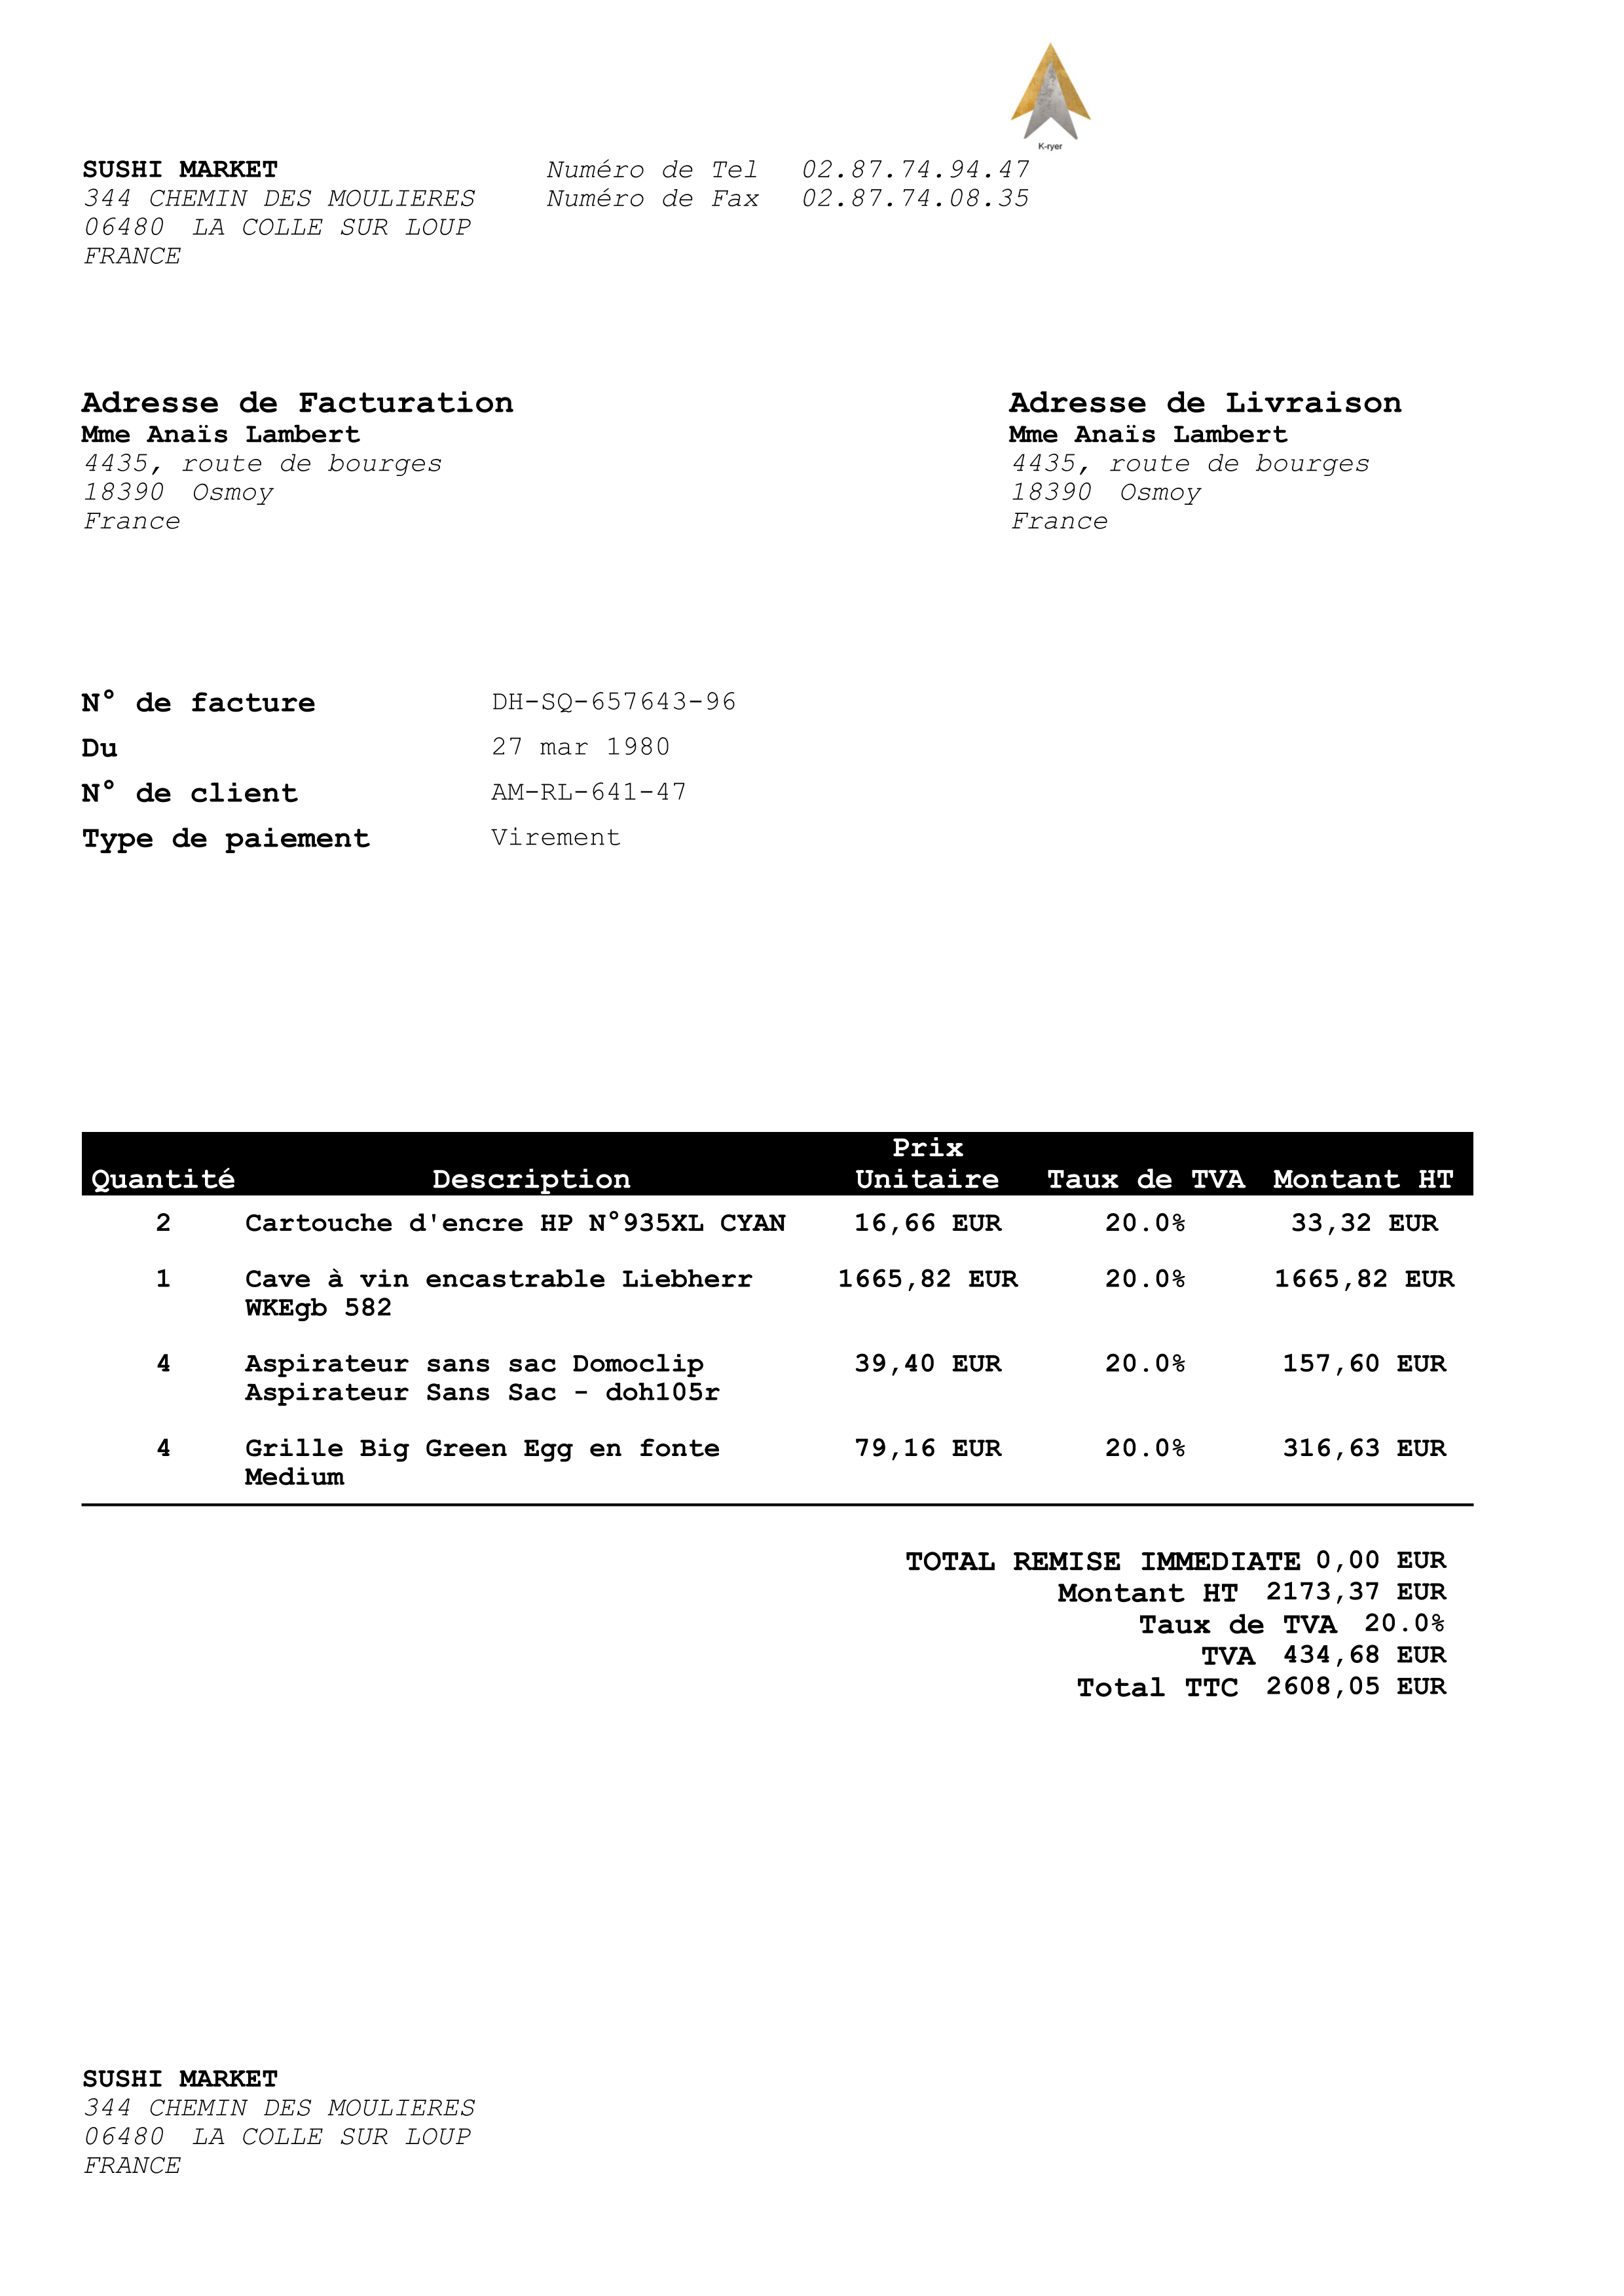 K-ryer
SUSHI MARKET Numéro de Tel 02.87.74.94.47
344 CHEMIN DES MOULIERES Numéro de Fax 02.87.74.08.35
06480 LA COLLE SUR LOUP
FRANCE
Adresse de Facturation Adresse de Livraison
Mme Anaïs Lambert Mme Anaïs Lambert
4435, route de bourges 4435, route de bourges
18390 Osmoy 18390 Osmoy
France France
N° de facture DH-SQ-657643-96
Du 27 mar 1980
N° de client AM-RL-641-47
Type de paiement Virement
Prix
Quantité Description Unitaire Taux de TVA Montant HT
2 Cartouche d'encre HP N°935XL CYAN 16,66 EUR 20.0% 33,32 EUR
1 Cave à vin encastrable Liebherr 1665,82 EUR 20.0% 1665,82 EUR
WKEgb 582
4 Aspirateur sans sac Domoclip 39,40 EUR 20.0% 157,60 EUR
Aspirateur Sans Sac - doh105r
4 Grille Big Green Egg en fonte 79,16 EUR 20.0% 316,63 EUR
Medium
TOTAL REMISE IMMEDIATE 0,00 EUR
Montant HT 2173,37 EUR
Taux de TVA 20.0%
TVA 434,68 EUR
Total TTC 2608,05 EUR
SUSHI MARKET
344 CHEMIN DES MOULIERES
06480 LA COLLE SUR LOUP
FRANCE